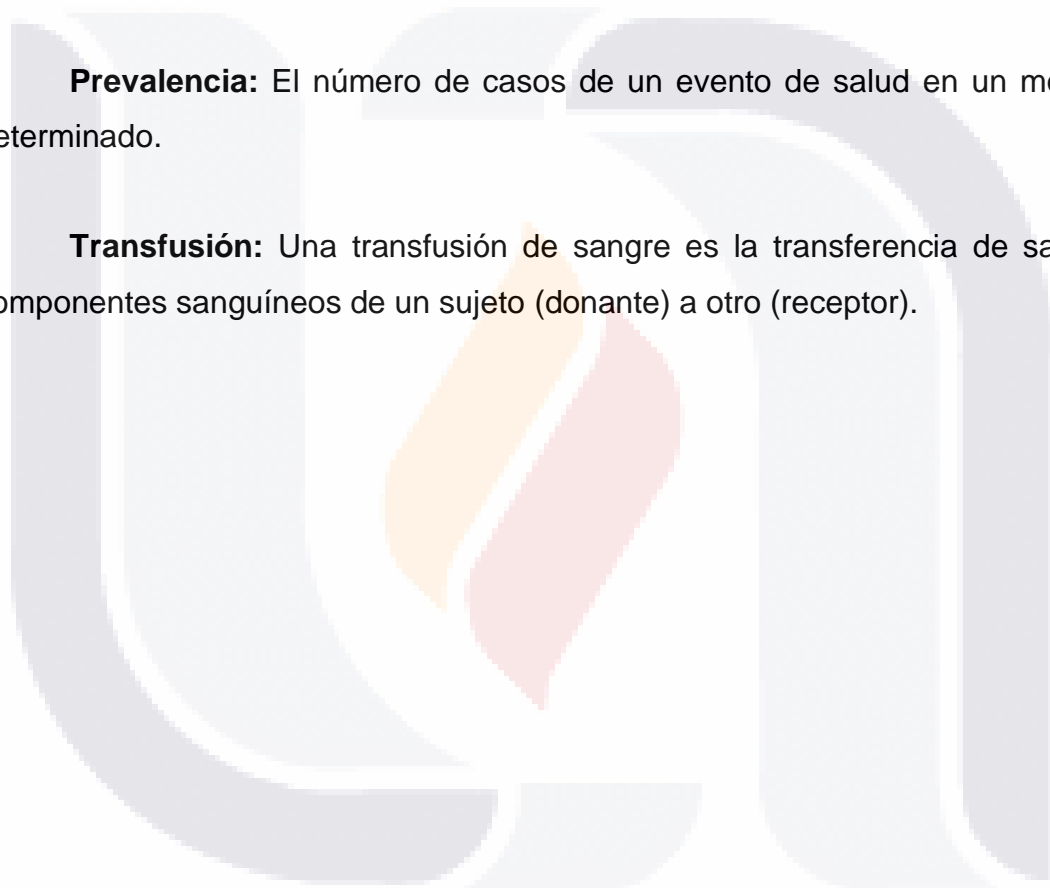 Prevalencia: El número de casos de un evento de salud en un
eterminado.
Transfusión: Una transfusión de sangre es la transferencia de
omponentes sanguíneos de un sujeto (donante) a otro (receptor).